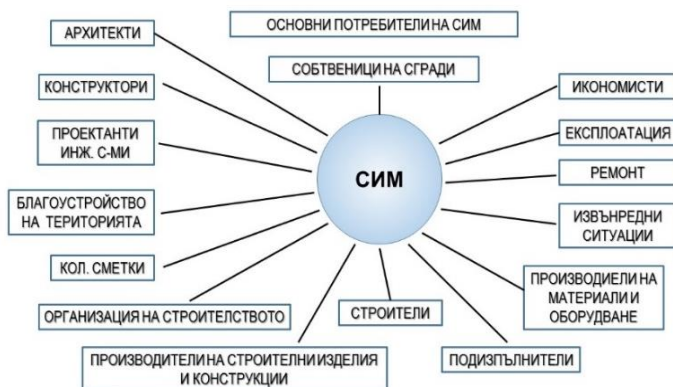 ОСНОВНИ ПОТРЕБИТЕЛИ НА СИМ
АРХИТЕКТИ
СОБТВЕНИЦИ НА СГРАДИ
КОНСТРУКТОРИ
ИКОНОМИСТИ
ПРОЕКТАНТИ
ИНЖ. С-МИ
ЕКСПЛОАТАЦИЯ
СИМ
РЕМОНТ
БЛАГОУСТРОЙСТВО
НА ТЕРИТОРИЯТА
ИЗВЪНРЕДНИ
СИТУАЦИИ
КОЛ. СМЕТКИ
ПРОИЗВОДИЕЛИ НА
МАТЕРИАЛИ И
ОБОРУДВАНЕ
ОРГАНИЗАЦИЯ НА СТРОИТЕЛСТВОТО
СТРОИТЕЛИ
ПРОИЗВОДИТЕЛИ НА СТРОИТЕЛНИ ИЗДЕЛИЯ
И КОНСТРУКЦИИ
ПОДИЗПЪЛНИТЕЛИ